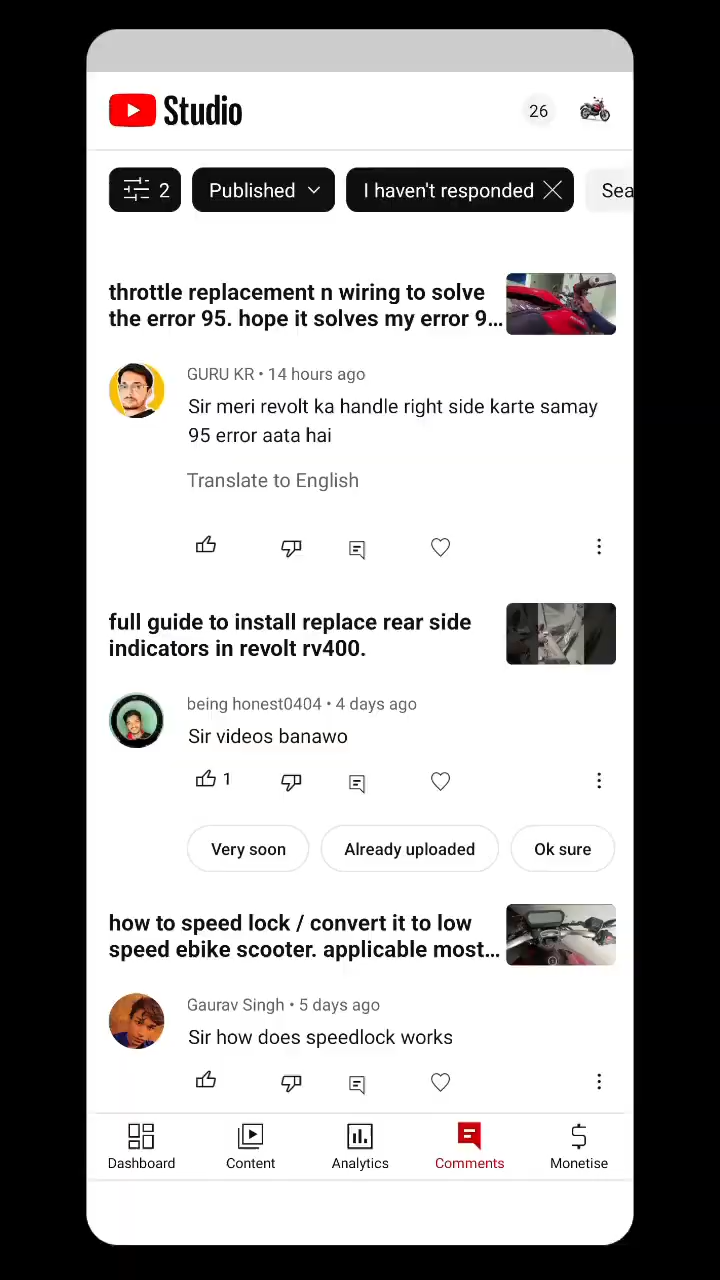 Studio
26
2
Published
I haven't responded
Sea
throttle replacement n wiring to solve
the error 95. hope it solves my error 9...
GURU KR • 14 hours ago
Sir meri revolt ka handle right side karte samay
95 error aata hai
Translate to English
full guide to install replace rear side
indicators in revolt rv400.
being honest0404 • 4 days ago
Sir videos banawo
1
Very soon
Already uploaded
Ok sure
how to speed lock / convert it to low
speed ebike scooter. applicable most...
Gaurav Singh • 5 days ago
Sir how does speedlock works
Dashboard
Content
Analytics
Comments
Monetise